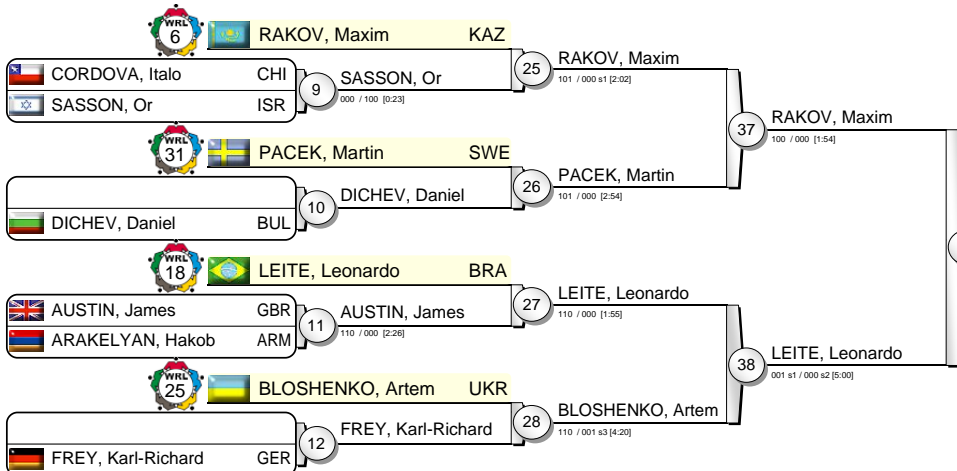 WRL
6
RAKOV, Maxim KAZ
CORDOVA, Italo CHI
SASSON, Or ISR
9
SASSON, Or
000 / 100 [0:23]
25
RAKOV, Maxim
101 / 000 s1 [2:02]
WRL
31
PACEK, Martin SWE
DICHEV, Daniel BUL
10
DICHEV, Daniel
26
PACEK, Martin
101 / 000 [2:54]
37
RAKOV, Maxim
100 / 000 [1:54]
WRL
18
LEITE, Leonardo BRA
AUSTIN, James GBR
ARAKELYAN, Hakob ARM
11
AUSTIN, James
110 / 000 [2:26]
27
LEITE, Leonardo
110 / 000 [1:55]
WRL
25
BLOSHENKO, Artem UKR
FREY, Karl-Richard GER
12
FREY, Karl-Richard
28
BLOSHENKO, Artem
110 / 001 s3 [4:20]
38
LEITE, Leonardo
001 s1 / 000 s2 [5:00]